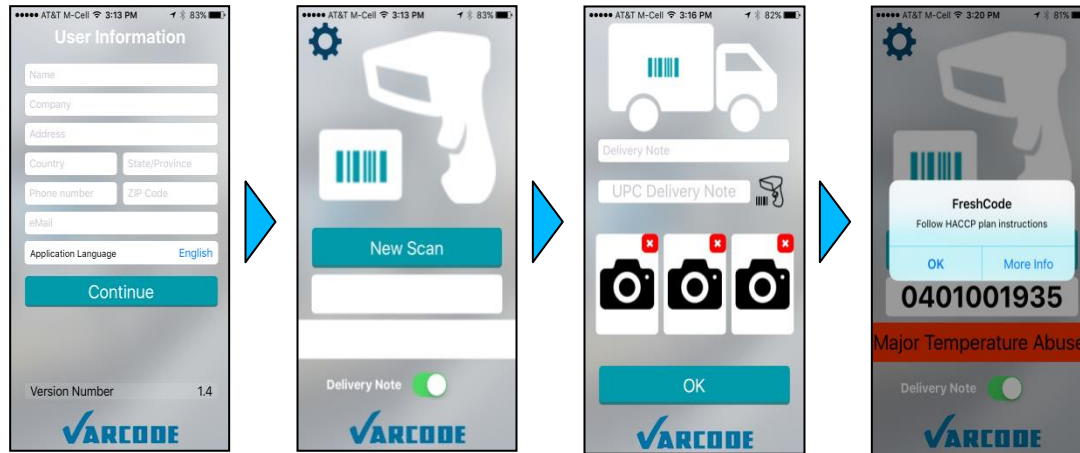 AT&T M-Cell 3:13 PM 83%
User Information
Name
Company
Address
Country State/Province
Phone number ZIP Code
eMail
Application Language English
Continue
Version Number 1.4
VARCODE
AT&T M-Cell 3:13 PM 83%
New Scan
Delivery Note
VARCODE
AT&T M-Cell 3:16 PM 82%
Delivery Note
UPC Delivery Note
OK
VARCODE
AT&T M-Cell 3:20 PM 81%
FreshCode
Follow HACCP plan instructions
OK More Info
0401001935
Major Temperature Abuse
Delivery Note
VARCODE